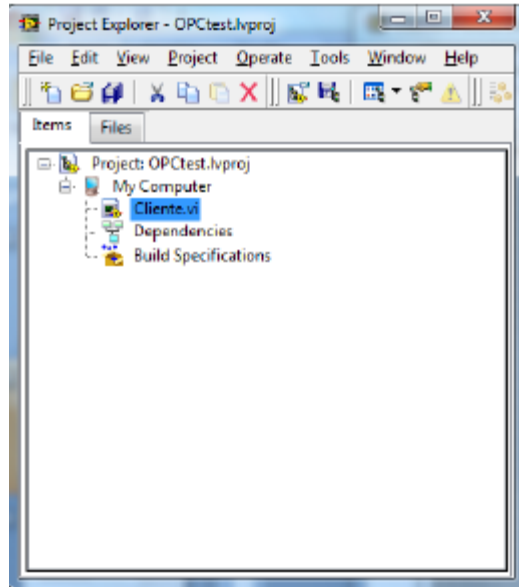 Project Explorer - OPCtest.lvproj
File Edit View Project Operate Tools Window Help
Items Files
Project: OPCtest.lvproj
My Computer
Cliente.vi
Dependencies
Build Specifications